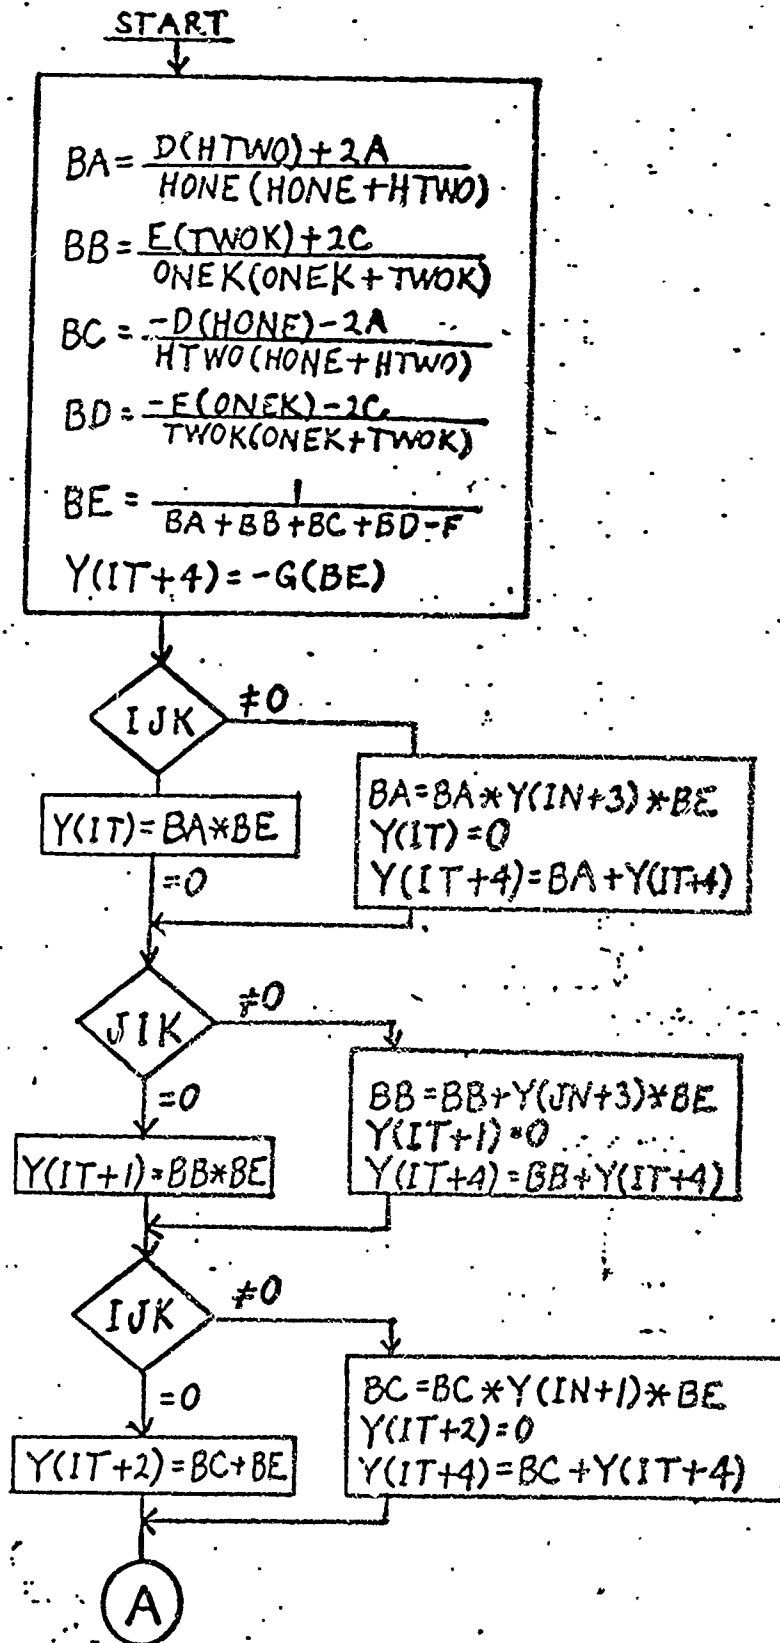 START
BA = D(HTWO)+2A / HONE(HONE+HTWO)
BB = E(TWOK)+2C / ONEK(ONEK+TWOK)
BC = -D(HONE)-2A / HTWO(HONE+HTWO)
BD = -E(ONEK)-2C / TWOK(ONEK+TWOK)
BE = 1 / BA+BB+BC+BD-F
Y(IT+4)=-G(BE)
IJK
≠0
BA=BA*Y(IN+3)*BE
Y(IT)=0
Y(IT+4)=BA+Y(IT+4)
Y(IT)=BA*BE
=0
JIK
≠0
BB=BB+Y(JN+3)*BE
Y(IT+1)=0
Y(IT+4)=BB+Y(IT+4)
=0
Y(IT+1)=BB*BE
IJK
≠0
BC=BC*Y(IN+1)*BE
Y(IT+2)=0
Y(IT+4)=BC+Y(IT+4)
=0
Y(IT+2)=BC+BE
A